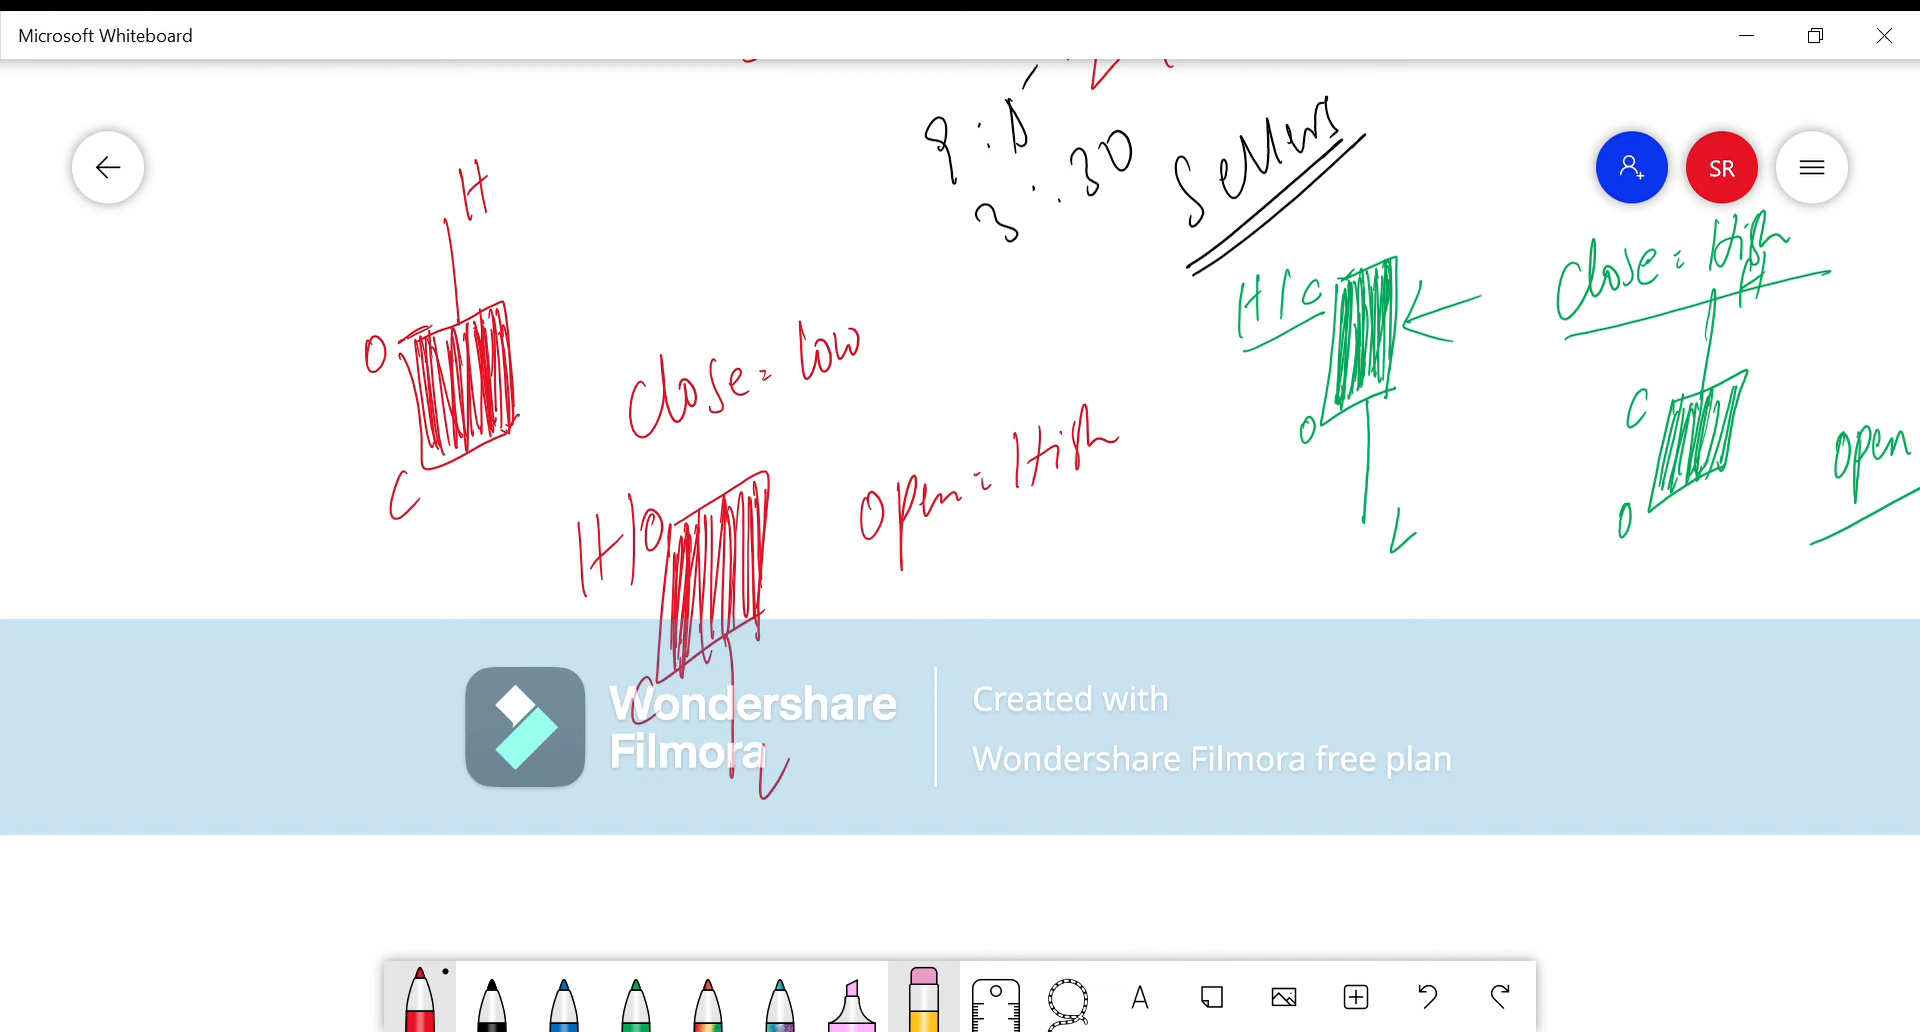 Microsoft Whiteboard
9:15
3:30
Sellers
SR
H
O
C
Close = low
H/O
C
L
Open = High
H/C
O
L
Close = High
H
C
O
open
Wondershare
Filmora
Created with
Wondershare Filmora free plan
A